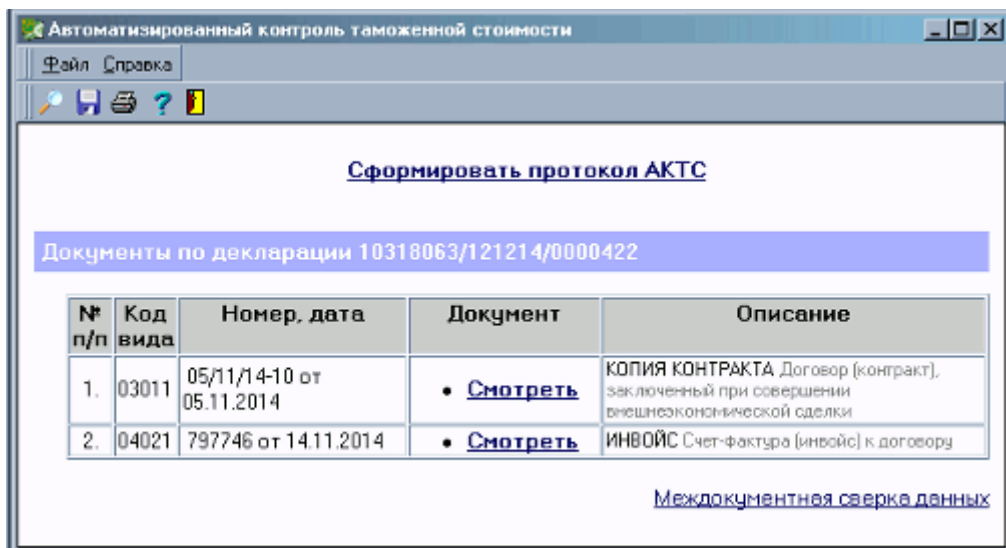 Автоматизированный контроль таможенной стоимости
Файл Справка
Сформировать протокол АКТС
Документы по декларации 10318063/121214/0000422
№ п/п Код вида Номер, дата Документ Описание
1. 03011 05/11/14-10 от 05.11.2014 • Смотреть КОПИЯ КОНТРАКТА Договор (контракт), заключенный при совершении внешнеэкономической сделки
2. 04021 797746 от 14.11.2014 • Смотреть ИНВОЙС Счет-фактура (инвойс) к договору
Междокументная сверка данных